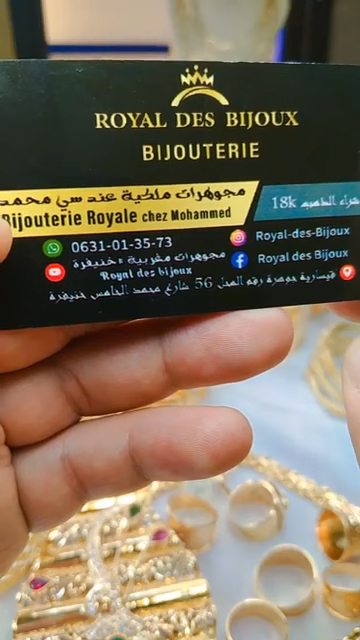 ROYAL DES BIJOUX
BIJOUTERIE
مجوهرات ملكية عند سي محمد
شراء الذهب 18k
Bijouterie Royale chez Mohammed
0631-01-35-73
Royal-des-Bijoux
مجوهرات مغربية خنيفرة
Royal des bijoux
Royal des Bijoux
قيسارية جوهرة رقم المحل 56 شارع محمد الخامس خنيفرة